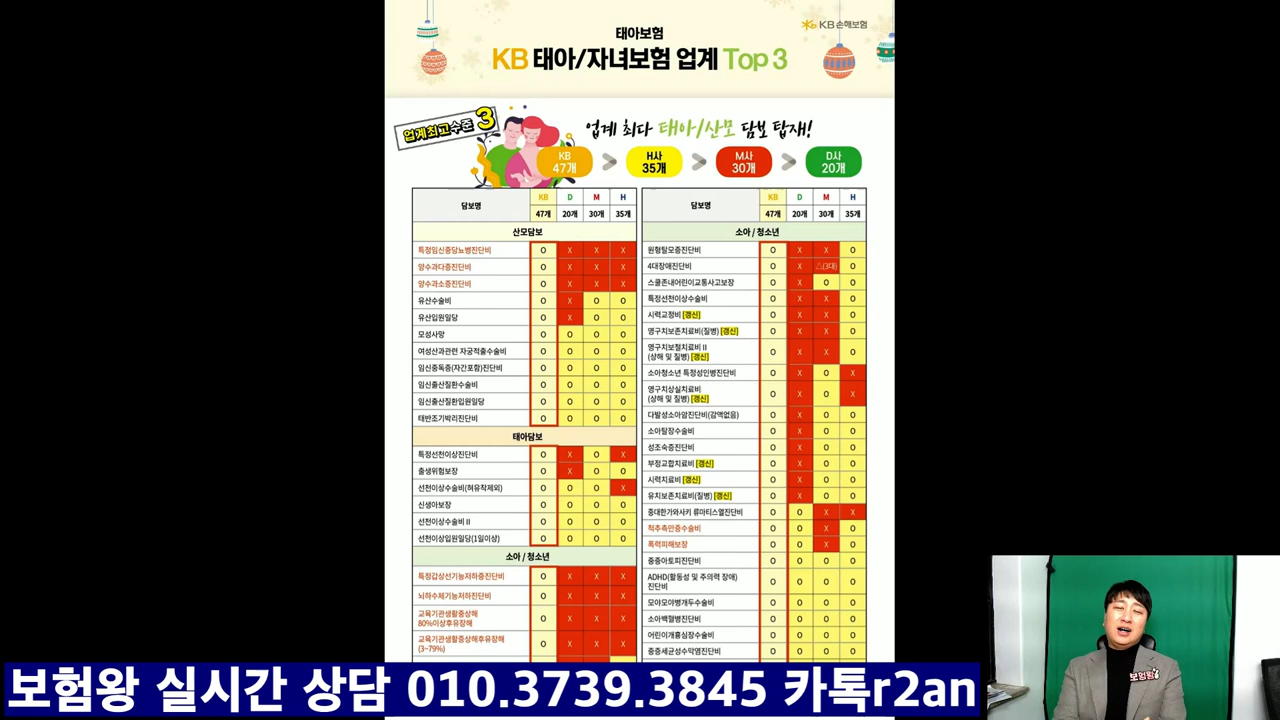 태아보험
KB 손해보험
KB 태아/자녀보험 업계 Top 3
업계최고수준 3
업계 최다 태아/산모 담보 탑재!
KB 47개 > H사 35개 > M사 30개 > D사 20개
담보명 KB D M H
47개 20개 30개 35개
산모담보
특정임신중당뇨병진단비 O X X X
양수과다증진단비 O X X X
양수과소증진단비 O X X X
유산수술비 O X O O
유산입원일당 O X O O
모성사망 O O O O
여성산과관련 자궁적출수술비 O O O O
임신중독증(자간포함)진단비 O O O O
임신출산질환수술비 O O O O
임신출산질환입원일당 O O O O
태반조기박리진단비 O O O O
태아담보
특정선천이상진단비 O X O X
출생위험보장 O X O O
선천이상수술비(혀유착제외) O O O X
신생아보장 O O O O
선천이상수술비 II O O O O
선천이상입원일당(1일이상) O O O O
소아 / 청소년
특정갑상선기능저하증진단비 O X X X
뇌하수체기능저하진단비 O X X X
교육기관생활중상해
80%이상후유장해 O X X X
교육기관생활중상해후유장해
(3~79%) O X X X
담보명 KB D M H
47개 20개 30개 35개
소아 / 청소년
원형탈모증진단비 O X X O
4대장애진단비 O X △(3대) O
스쿨존내어린이교통사고보장 O X O O
특정선천이상수술비 O X X O
시력교정비 [갱신] O X X O
영구치보존치료비(질병) [갱신] O X X O
영구치보철치료비 II
(상해 및 질병) [갱신] O X X O
소아청소년 특정성인병진단비 O X O X
영구치상실치료비
(상해 및 질병) [갱신] O X O X
다발성소아암진단비(감액없음) O X O O
소아탈장수술비 O X O O
성조숙증진단비 O X O O
부정교합치료비 [갱신] O X O O
시력치료비 [갱신] O X O O
유치보존치료비(질병) [갱신] O X O O
중대한가와사키 류마티스열진단비 O O X X
척추측만증수술비 O O X O
폭력피해보장 O O X O
중증아토피진단비 O O O O
ADHD(활동성 및 주의력 장애)
진단비 O O O O
모야모야병개두수술비 O O O O
소아백혈병진단비 O O O O
어린이개흉심장수술비 O O O O
중증세균성수막염진단비 O O O O
보험왕
보험왕 실시간 상담 010.3739.3845 카톡r2an